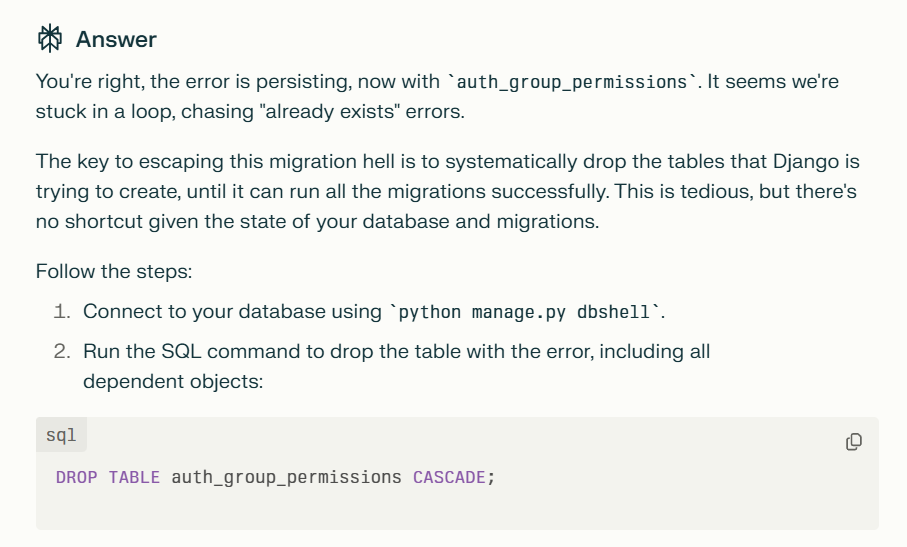 Answer
You're right, the error is persisting, now with `auth_group_permissions`. It seems we're
stuck in a loop, chasing "already exists" errors.
The key to escaping this migration hell is to systematically drop the tables that Django is
trying to create, until it can run all the migrations successfully. This is tedious, but there's
no shortcut given the state of your database and migrations.
Follow the steps:
1. Connect to your database using `python manage.py dbshell`.
2. Run the SQL command to drop the table with the error, including all
dependent objects:
sql
DROP TABLE auth_group_permissions CASCADE;